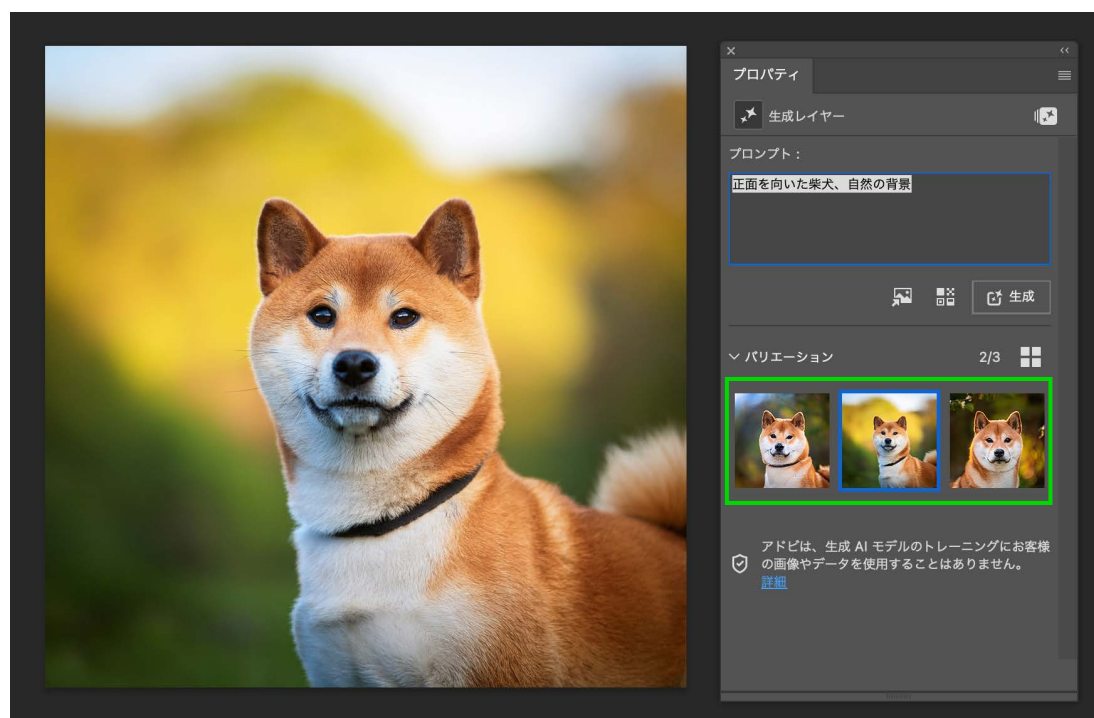 プロパティ
生成レイヤー
プロンプト：
正面を向いた柴犬、自然の背景
生成
バリエーション 2/3
アドビは、生成 AI モデルのトレーニングにお客様
の画像やデータを使用することはありません。
詳細